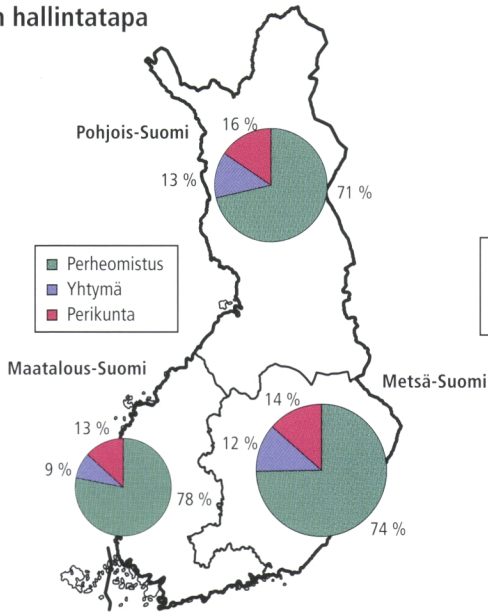 hallintatapa
Pohjois-Suomi
16 %
13 %
71 %
Perheomistus
Yhtymä
Perikunta
Maatalous-Suomi
13 %
9 %
78 %
Metsä-Suomi
14 %
12 %
74 %